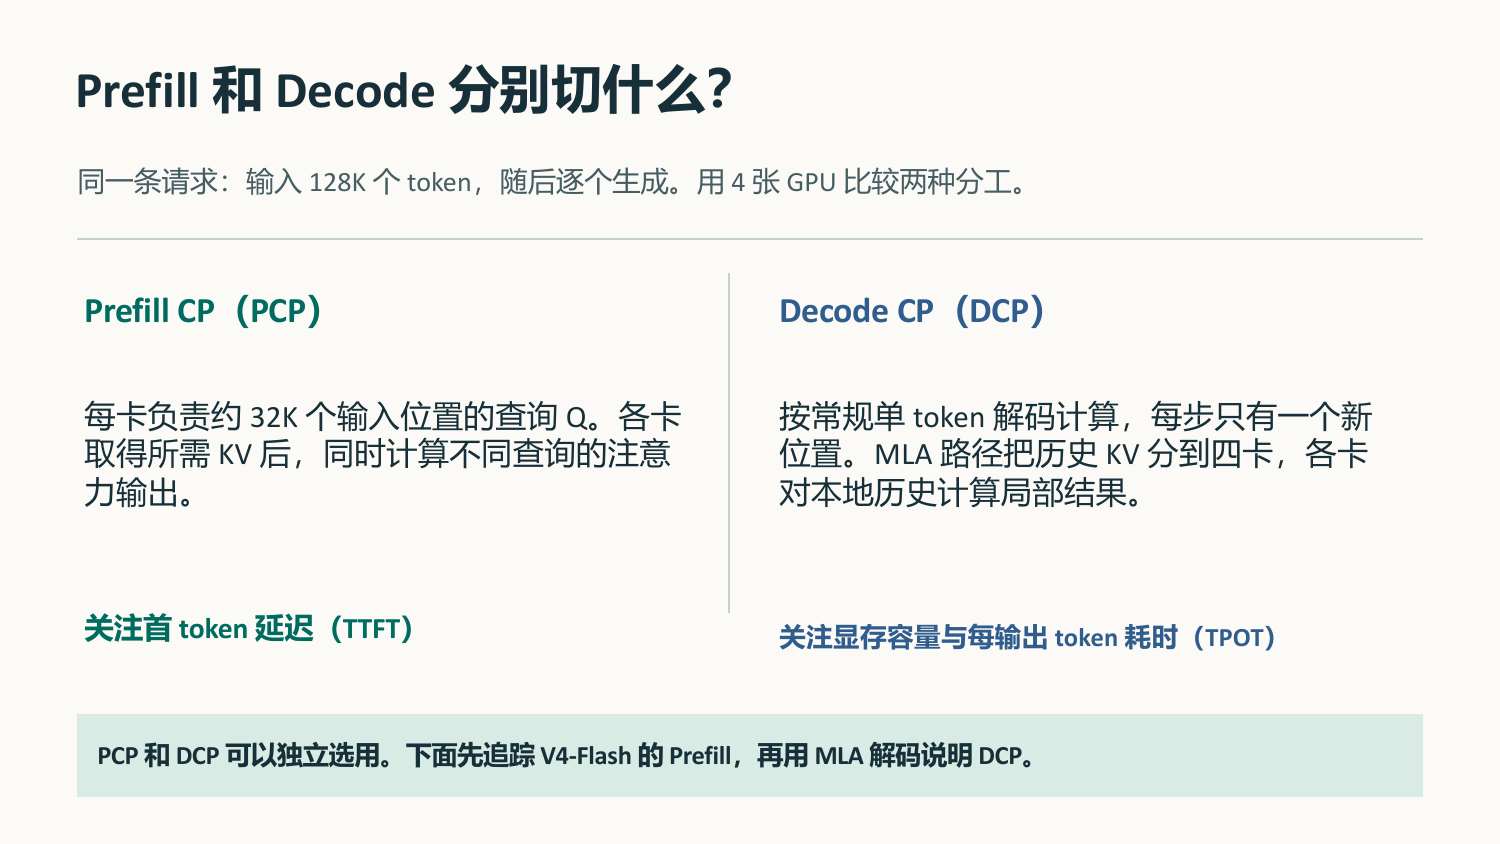 Prefill 和 Decode 分别切什么？
同一条请求：输入 128K 个 token，随后逐个生成。用 4 张 GPU 比较两种分工。
Prefill CP（PCP）
每卡负责约 32K 个输入位置的查询 Q。各卡
取得所需 KV 后，同时计算不同查询的注意
力输出。
关注首 token 延迟（TTFT）
Decode CP（DCP）
按常规单 token 解码计算，每步只有一个新
位置。MLA 路径把历史 KV 分到四卡，各卡
对本地历史计算局部结果。
关注显存容量与每输出 token 耗时（TPOT）
PCP 和 DCP 可以独立选用。下面先追踪 V4-Flash 的 Prefill，再用 MLA 解码说明 DCP。